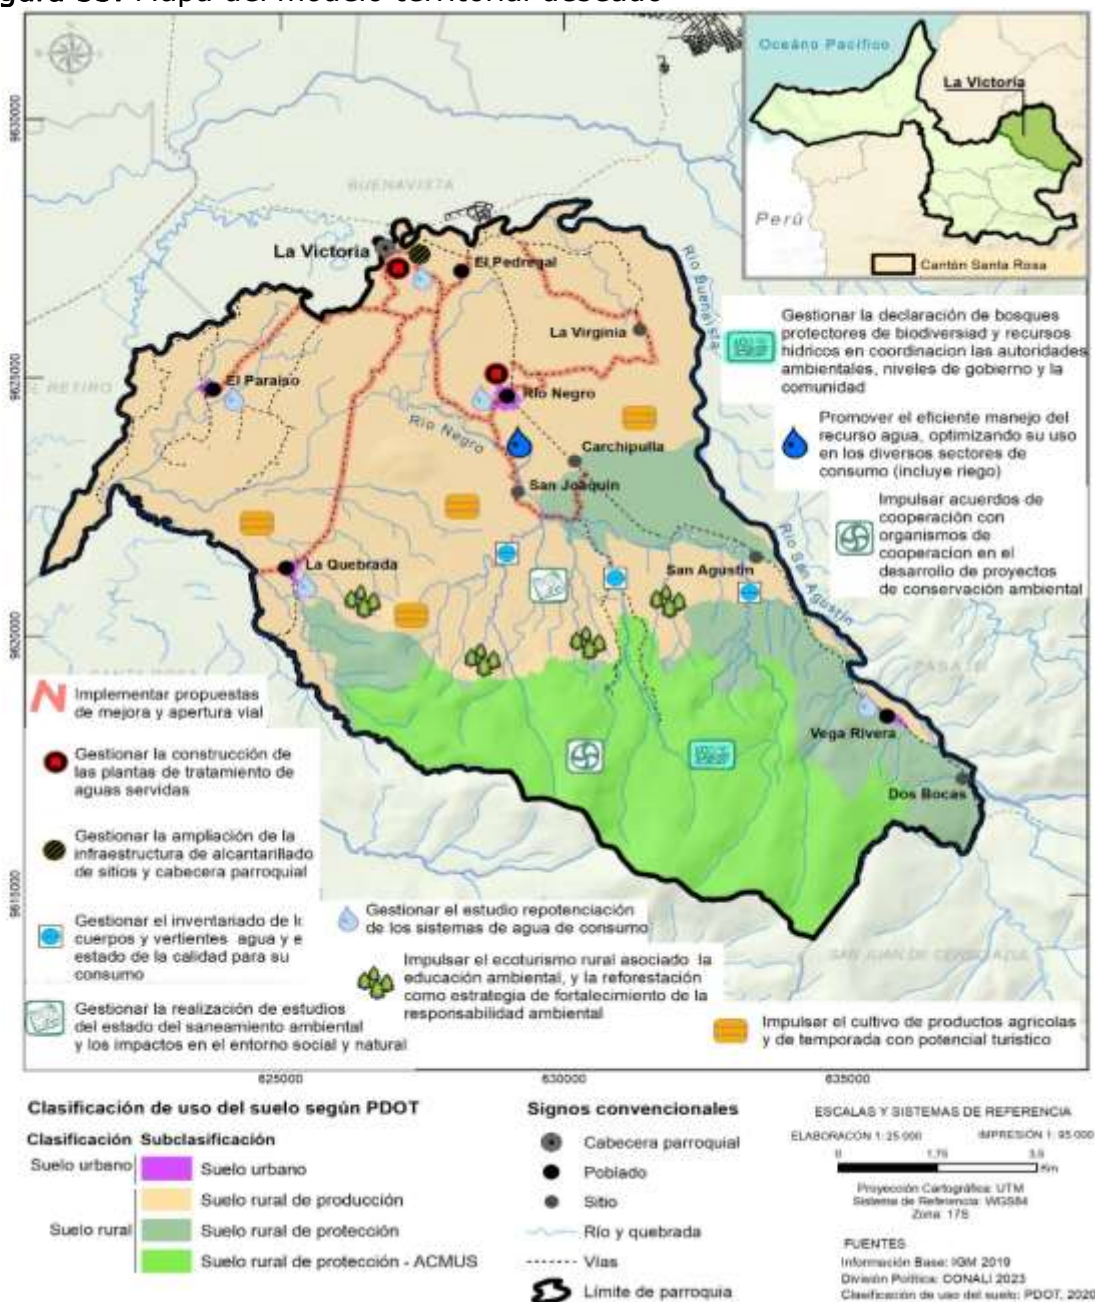 Mapa del modelo territorial deseado
Oceáno Pacífico
La Victoria
Perú
Cantón Santa Rosa
9630000
9625000
9620000
9615000
BUENAVISTA
La Victoria
El Pedregal
Río Buenavista
La Virginia
EL RETIRO
El Paraiso
Río Negro
Río Negro
Carchipulla
San Joaquin
La Quebrada
San Agustín
Río San Agustín
Vega Rivera
Dos Bocas
Gestionar la declaración de bosques
protectores de biodiversiad y recursos
hidricos en coordinacion las autoridades
ambientales, niveles de gobierno y la
comunidad
Promover el eficiente manejo del
recurso agua, optimizando su uso
en los diversos sectores de
consumo (incluye riego)
Impulsar acuerdos de
cooperación con
organismos de
cooperacion en el
desarrollo de proyectos
de conservación ambiental
Implementar propuestas
de mejora y apertura vial
Gestionar la construcción de
las plantas de tratamiento de
aguas servidas
Gestionar la ampliación de la
infraestructura de alcantarillado
de sitios y cabecera parroquial
Gestionar el inventariado de
cuerpos y vertientes agua y e
estado de la calidad para su
consumo
Gestionar la realización de estudios
del estado del saneamiento ambiental
y los impactos en el entorno social y natural
Gestionar el estudio repotenciación
de los sistemas de agua de consumo
Impulsar el ecoturismo rural asociado la
educación ambiental, y la reforestación
como estrategia de fortalecimiento de la
responsabilidad ambiental
Impulsar el cultivo de productos agrícolas
y de temporada con potencial turístico
625000
630000
635000
Clasificación de uso del suelo según PDOT
Clasificación Subclasificación
Suelo urbano Suelo urbano
Suelo rural de producción
Suelo rural Suelo rural de protección
Suelo rural de protección - ACMUS
Signos convencionales
Cabecera parroquial
Poblado
Sitio
Río y quebrada
Vías
Límite de parroquia
ESCALAS Y SISTEMAS DE REFERENCIA
ELABORACÓN 1: 25 000 IMPRESIÓN 1: 95 000
0 1,75 3,5
Km
Proyección Cartográfica: UTM
Sistema de Referencia: WGS84
Zona: 17S
FUENTES
Información Base: IGM 2019
División Política: CONALI 2023
Clasificación de uso del suelo: PDOT, 2020